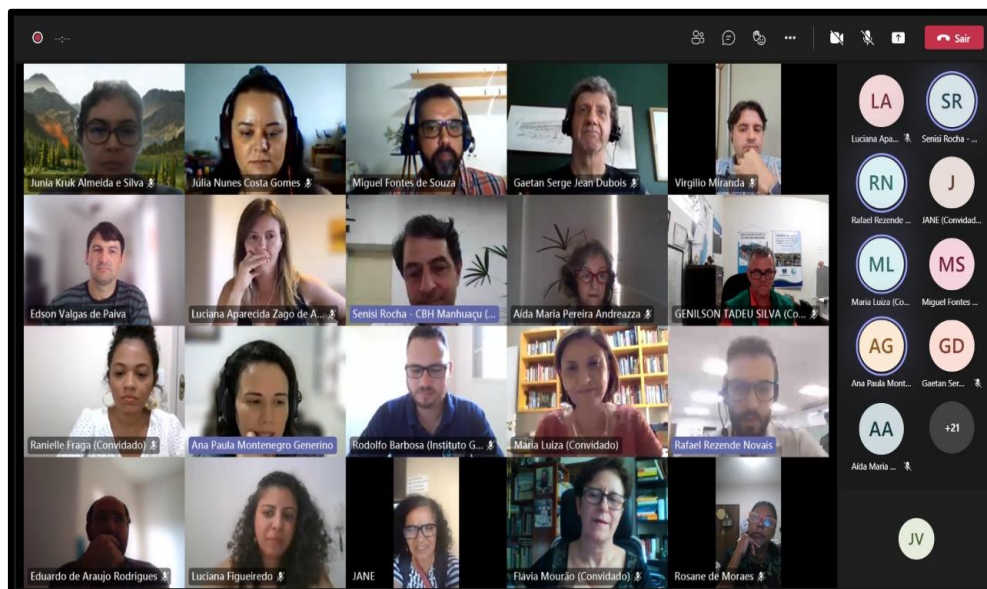 --:--
Sair
Junia Kruk Almeida e Silva
Júlia Nunes Costa Gomes
Miguel Fontes de Souza
Gaetan Serge Jean Dubois
Virgilio Miranda
Edson Valgas de Paiva
Luciana Aparecida Zago de A...
Senisi Rocha - CBH Manhuaçu (...
Aída Maria Pereira Andreazza
GENILSON TADEU SILVA (Co...
Ranielle Fraga (Convidado)
Ana Paula Montenegro Generino
Rodolfo Barbosa (Instituto G...
Maria Luiza (Convidado)
Rafael Rezende Novais
Eduardo de Araujo Rodrigues
Luciana Figueiredo
JANE
Flávia Mourão (Convidado)
Rosane de Moraes
LA
SR
Luciana Apa...
Senisi Rocha - ...
RN
J
Rafael Rezende ...
JANE (Convidad...
ML
MS
Maria Luiza (Co...
Miguel Fontes ...
AG
GD
Ana Paula Mont...
Gaetan Ser...
AA
+21
Aída Maria ...
JV